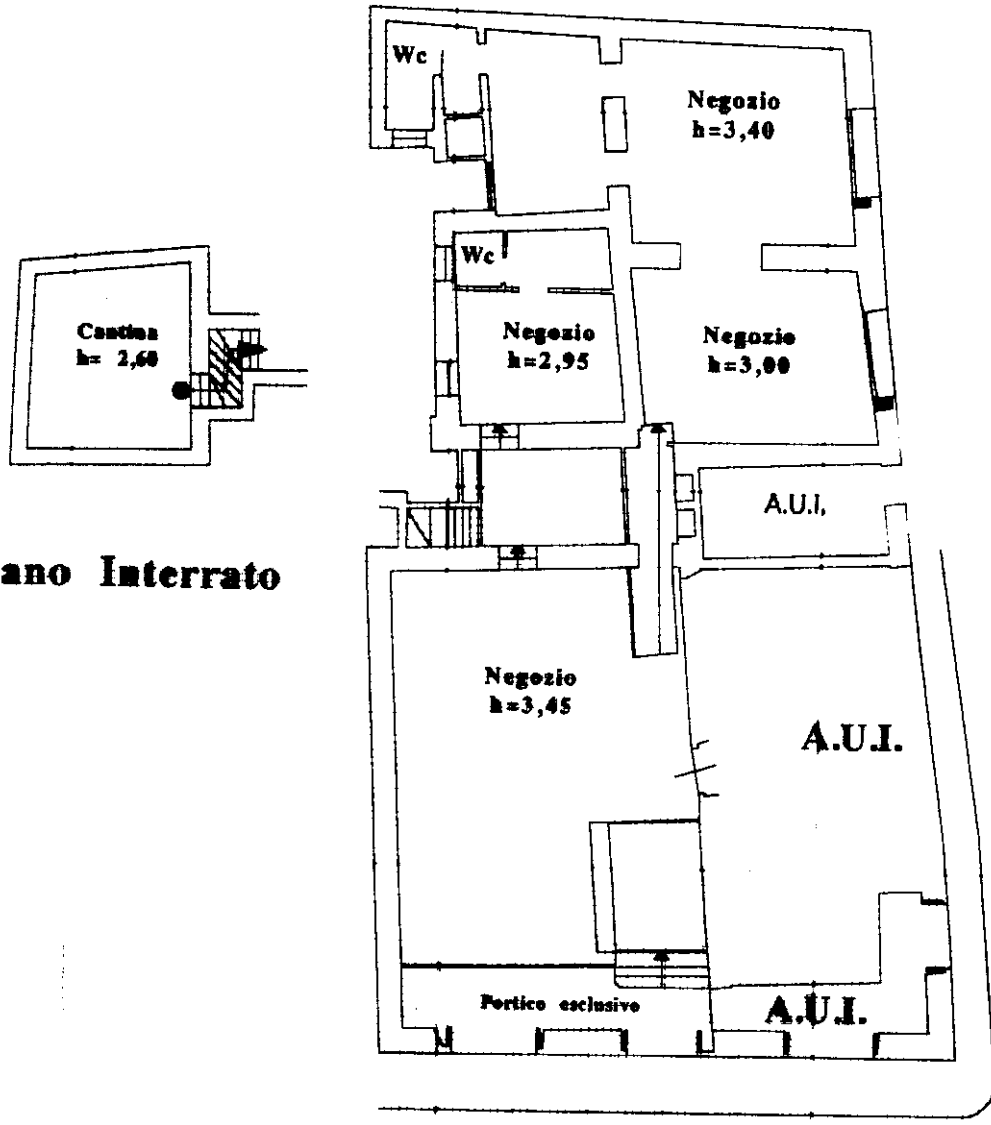 Wc
Negozio
h=3,40
Wc
Negozio
h=2,95
Negozio
h=3,00
Cantina
h= 2,60
A.U.I.
ano Interrato
Negozio
h=3,45
A.U.I.
Portico esclusivo
A.U.I.